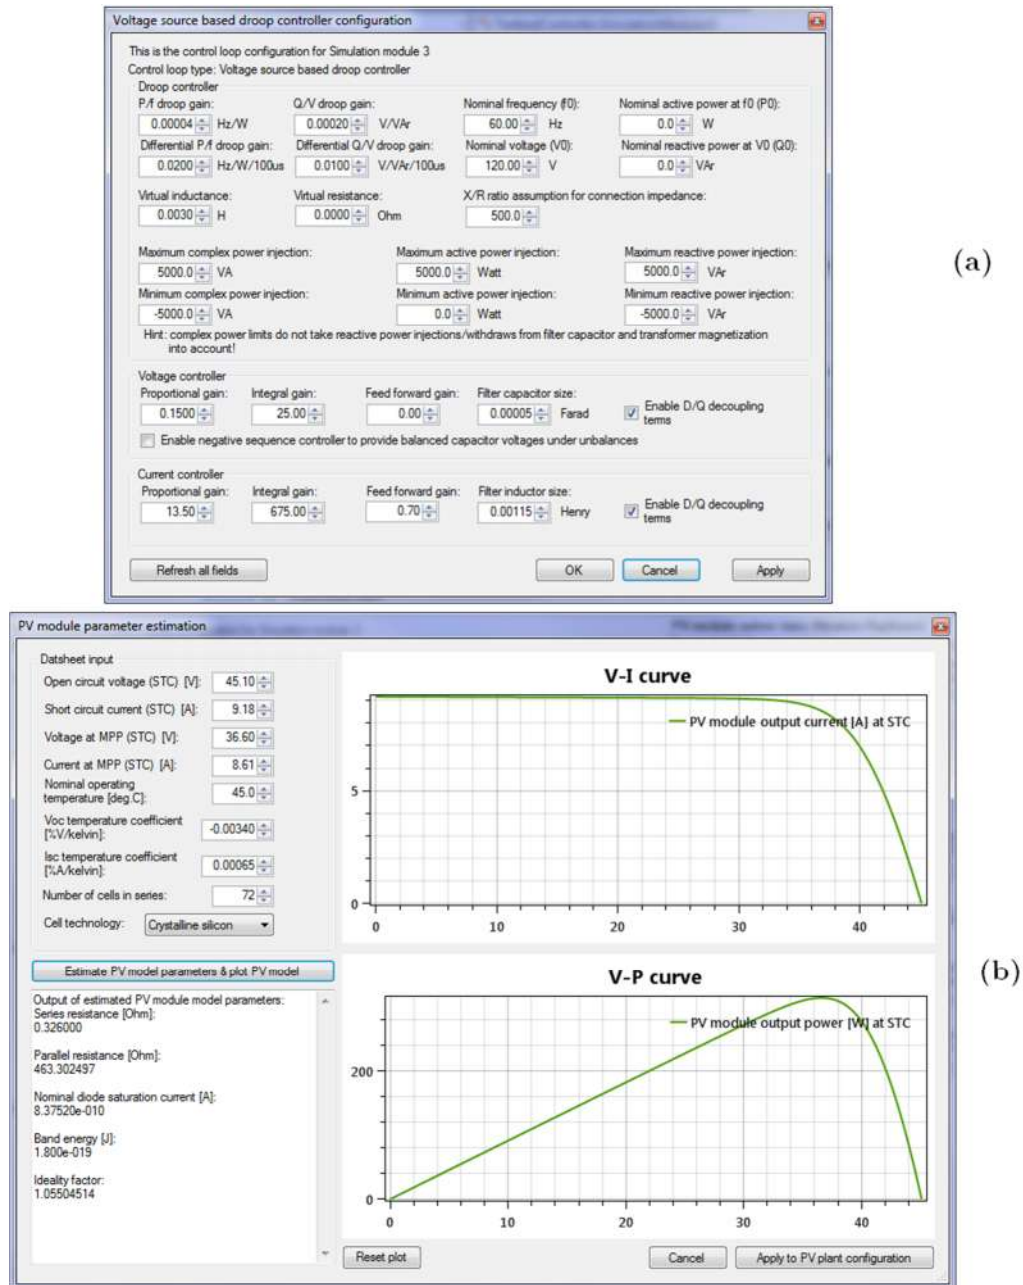 Voltage source based droop controller configuration
This is the control loop configuration for Simulation module 3
Control loop type: Voltage source based droop controller
Droop controller
P/f droop gain: Q/V droop gain: Nominal frequency (f0): Nominal active power at f0 (P0):
0.00004 Hz/W 0.00020 V/VAr 60.00 Hz 0.0 W
Differential P/f droop gain: Differential Q/V droop gain: Nominal voltage (V0): Nominal reactive power at V0 (Q0):
0.0200 Hz/W/100us 0.0100 V/VAr/100us 120.00 V 0.0 VAr
Virtual inductance: Virtual resistance: X/R ratio assumption for connection impedance:
0.0030 H 0.0000 Ohm 500.0
Maximum complex power injection: Maximum active power injection: Maximum reactive power injection:
5000.0 VA 5000.0 Watt 5000.0 VAr
Minimum complex power injection: Minimum active power injection: Minimum reactive power injection:
-5000.0 VA 0.0 Watt -5000.0 VAr
Hint: complex power limits do not take reactive power injections/withdraws from filter capacitor and transformer magnetization
into account!
Voltage controller
Proportional gain: Integral gain: Feed forward gain: Filter capacitor size:
0.1500 25.00 0.00 0.00005 Farad Enable D/Q decoupling
terms
Enable negative sequence controller to provide balanced capacitor voltages under unbalances
Current controller
Proportional gain: Integral gain: Feed forward gain: Filter inductor size:
13.50 675.00 0.70 0.00115 Henry Enable D/Q decoupling
terms
Refresh all fields OK Cancel Apply
(a)
PV module parameter estimation
Datasheet input
Open circuit voltage (STC) [V]: 45.10
Short circuit current (STC) [A]: 9.18
Voltage at MPP (STC) [V]: 36.60
Current at MPP (STC) [A]: 8.61
Nominal operating
temperature [deg.C]: 45.0
Voc temperature coefficient
[%V/kelvin]: -0.00340
Isc temperature coefficient
[%A/kelvin]: 0.00065
Number of cells in series: 72
Cell technology: Crystalline silicon
Estimate PV model parameters & plot PV model
Output of estimated PV module model parameters:
Series resistance [Ohm]:
0.326000
Parallel resistance [Ohm]:
463.302497
Nominal diode saturation current [A]:
8.37520e-010
Band energy [J]:
1.800e-019
Ideality factor:
1.05504514
V-I curve
PV module output current [A] at STC
5
0
0 10 20 30 40
V-P curve
PV module output power [W] at STC
200
0
0 10 20 30 40
Reset plot Cancel Apply to PV plant configuration
(b)